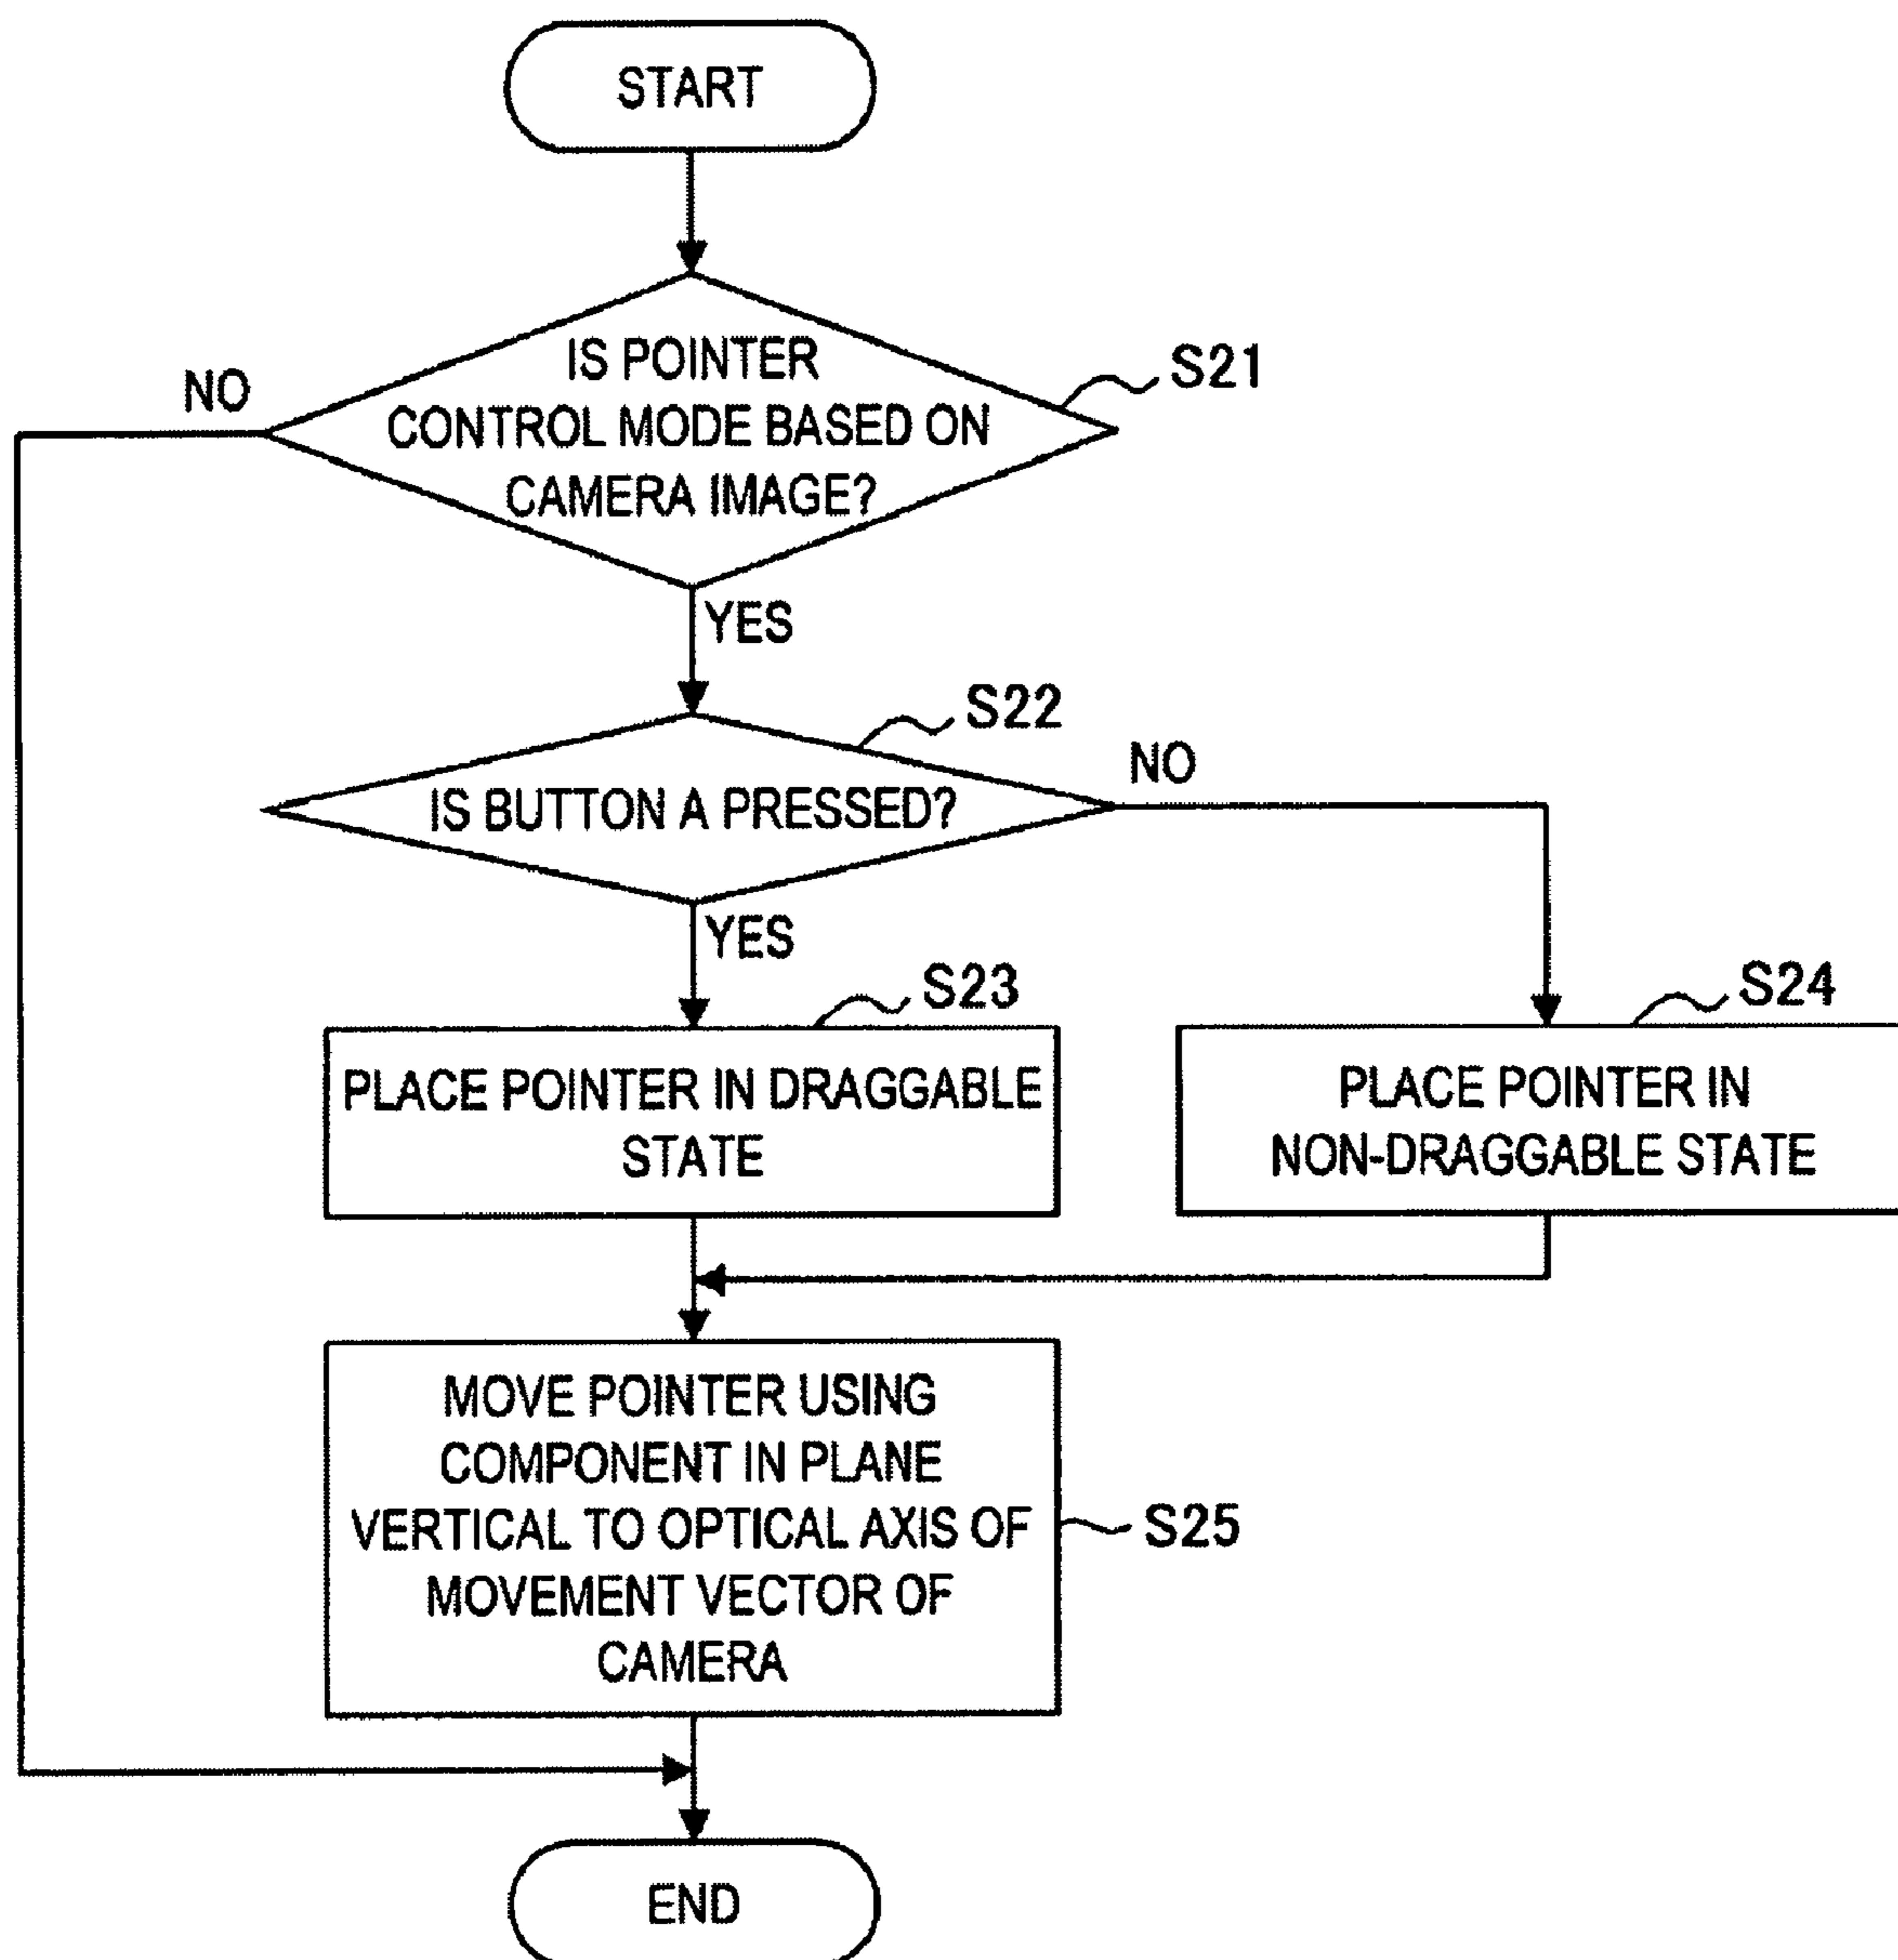 START
IS POINTER
CONTROL MODE BASED ON
CAMERA IMAGE?
S21
NO
YES
S22
IS BUTTON A PRESSED?
NO
YES
S23
PLACE POINTER IN DRAGGABLE
STATE
S24
PLACE POINTER IN
NON-DRAGGABLE STATE
MOVE POINTER USING
COMPONENT IN PLANE
VERTICAL TO OPTICAL AXIS OF
MOVEMENT VECTOR OF
CAMERA
S25
END